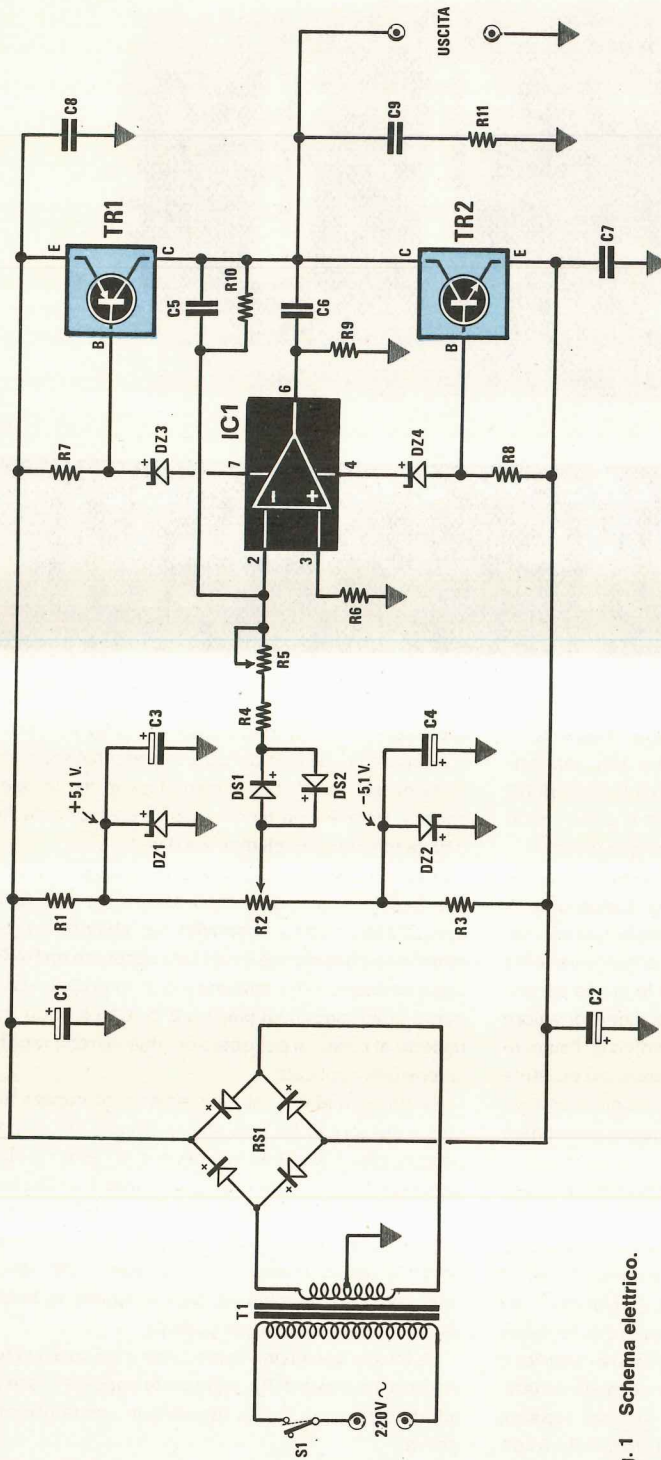 S1
220V ~
T1
RS1
C1
C2
R1
R2
R3
+5,1 V.
-5,1 V.
DZ1
DZ2
+
C3
C4
DS1
DS2
R4
R5
R6
2
3
-
+
IC1
7
4
6
R7
R8
DZ3
DZ4
B
E
C
TR1
B
C
E
TR2
C5
R10
C6
R9
C8
C7
C9
R11
USCITA
. 1 Schema elettrico.